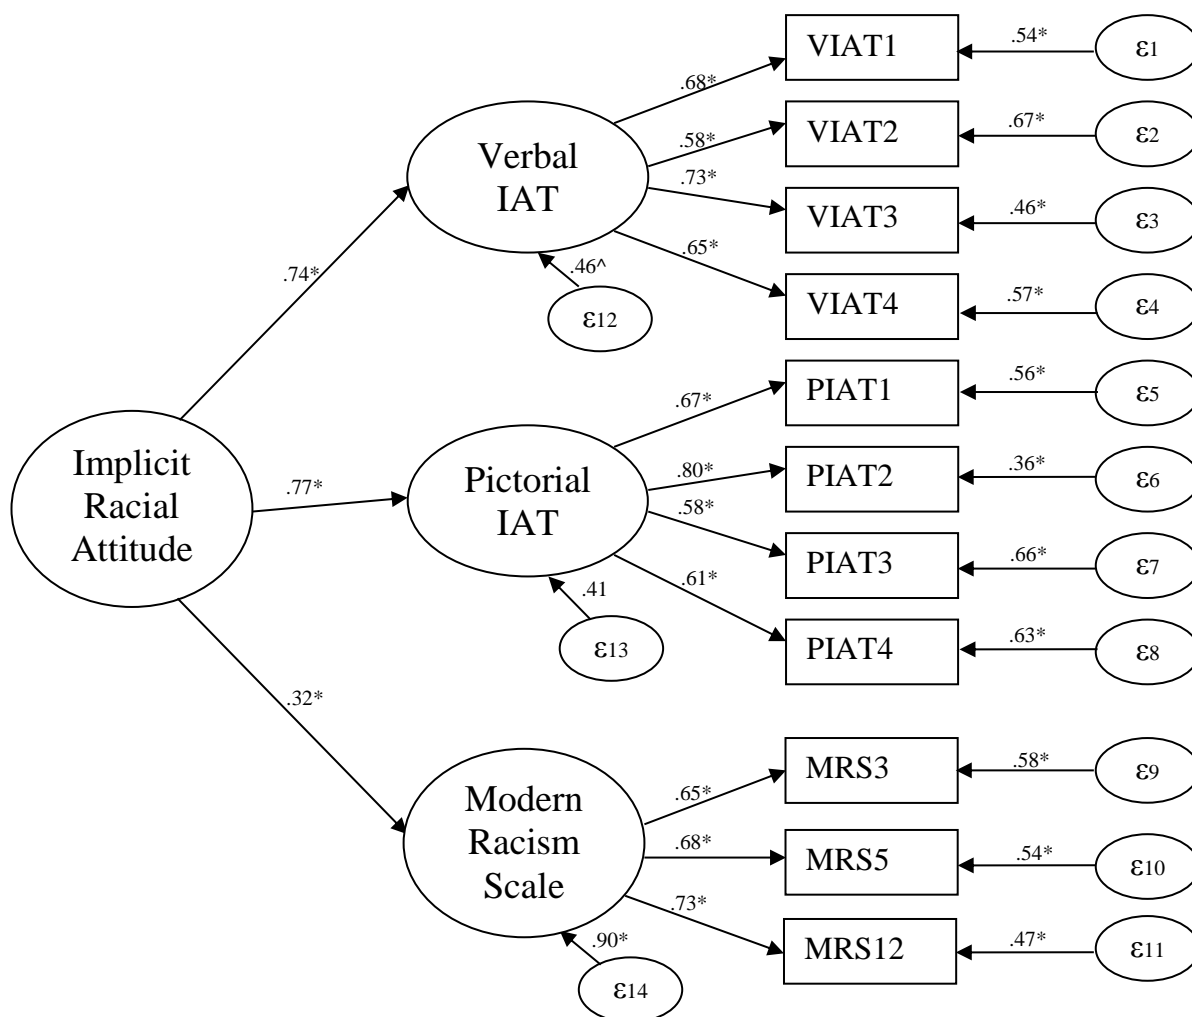 VIAT1
.54*
ε1
.68*
VIAT2
.67*
ε2
Verbal
IAT
.58*
.73*
VIAT3
.46*
ε3
.65*
.74*
.46^
VIAT4
.57*
ε4
ε12
PIAT1
.56*
ε5
.67*
Implicit
Racial
Attitude
.77*
Pictorial
IAT
.80*
PIAT2
.36*
ε6
.58*
PIAT3
.66*
ε7
.61*
.41
ε13
PIAT4
.63*
ε8
.32*
MRS3
.58*
ε9
Modern
Racism
Scale
.65*
.68*
MRS5
.54*
ε10
.73*
.90*
MRS12
.47*
ε11
ε14